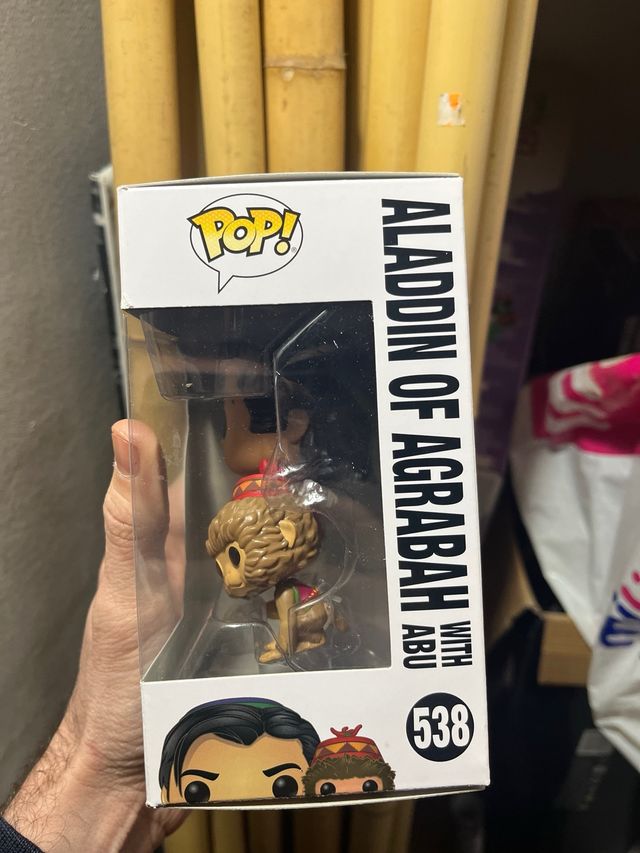 POP!
ALADDIN OF AGRABAH
WITH
ABU
538